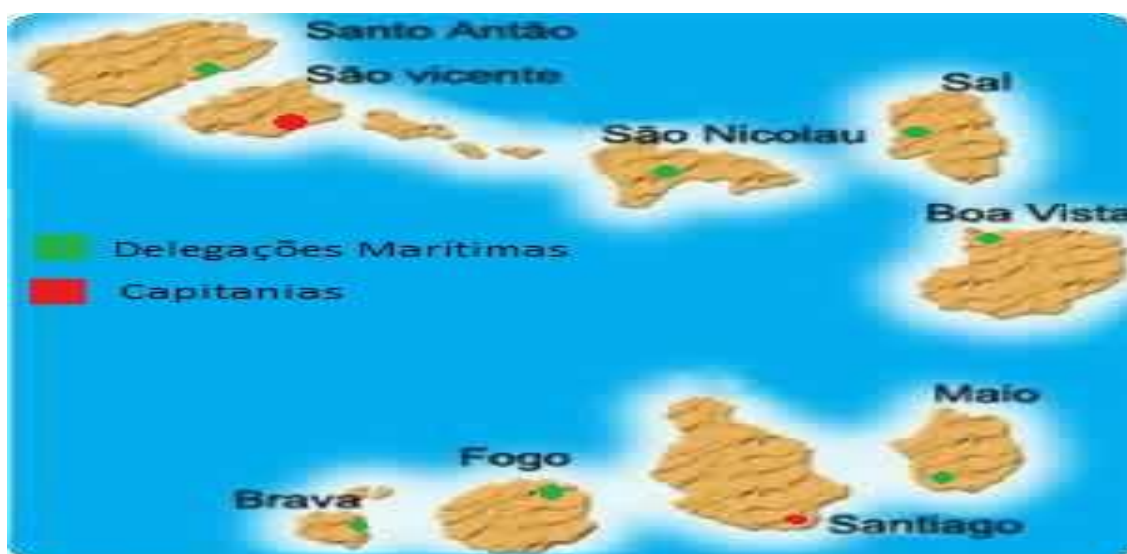 Santo Antão
São vicente
Sal
São Nicolau
Boa Vista
Delegações Marítimas
Capitanias
Maio
Fogo
Brava
Santiago